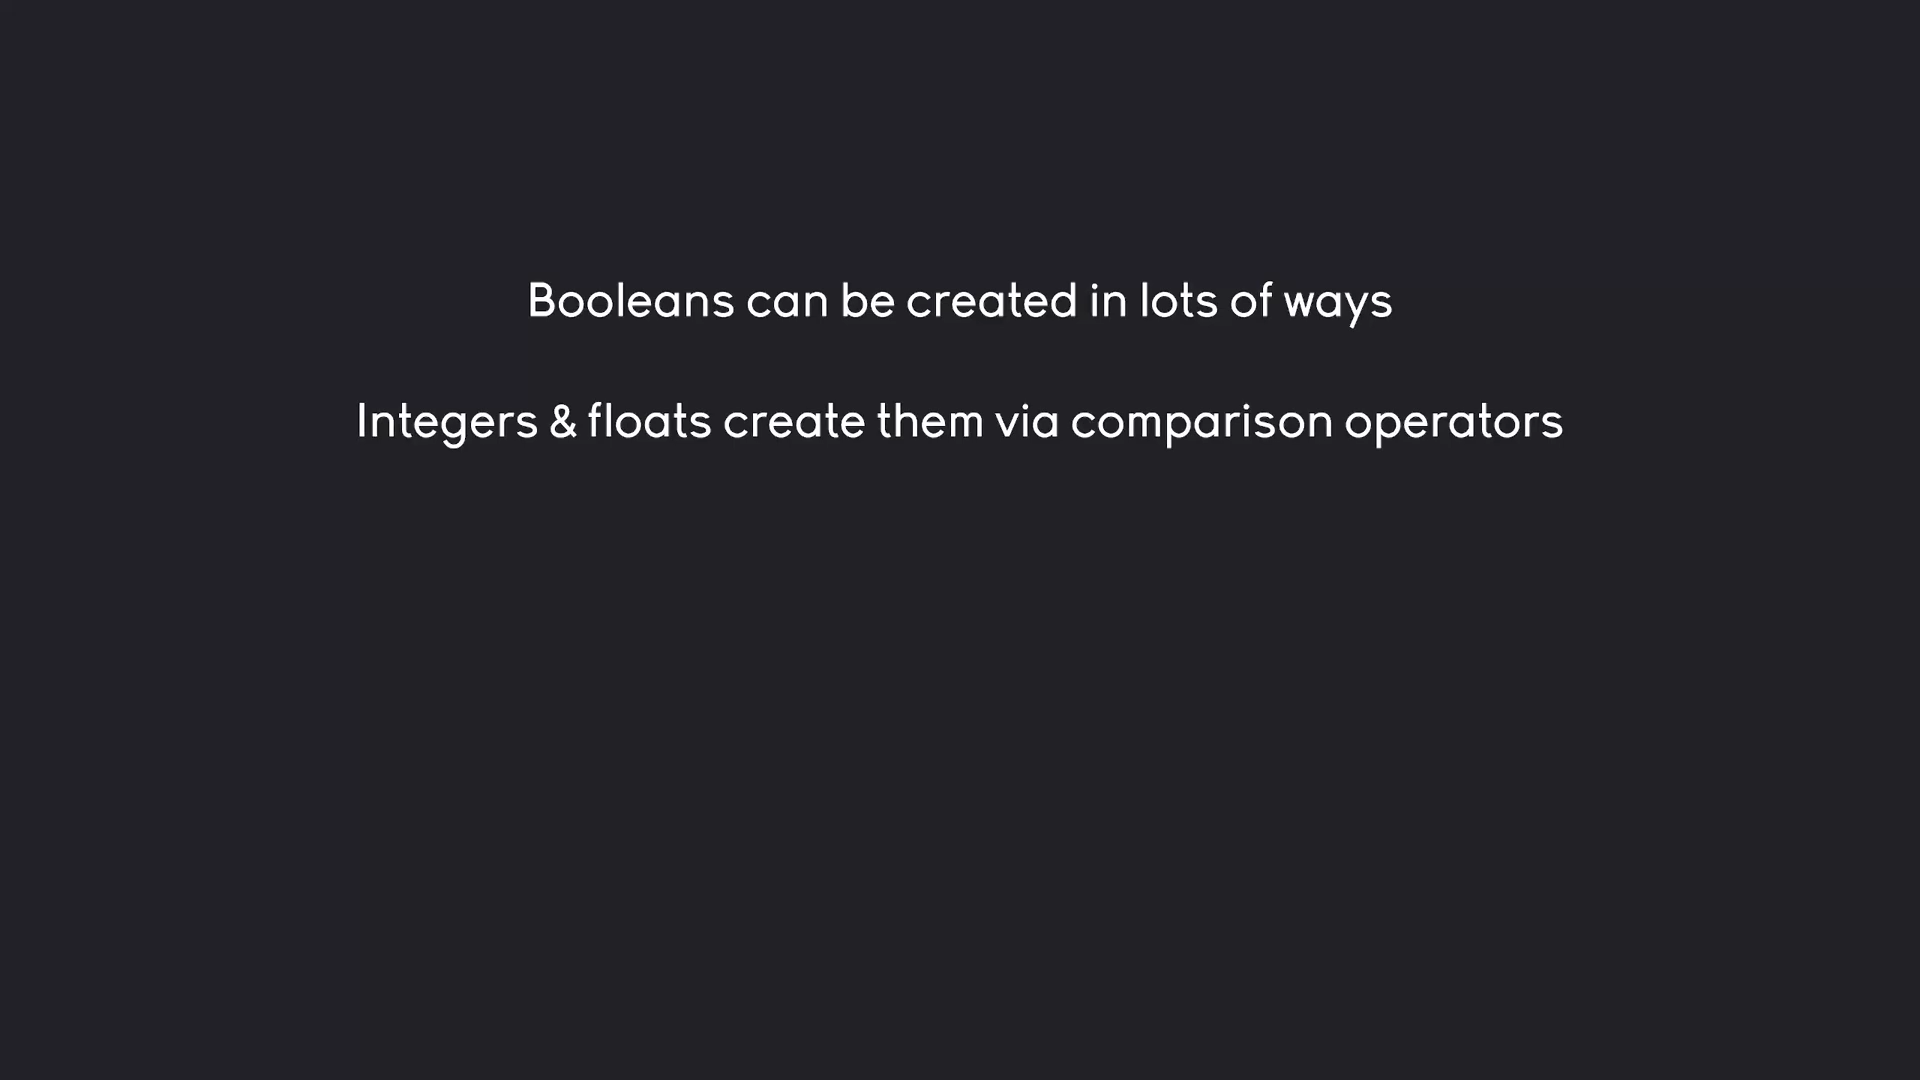 Booleans can be created in lots of ways
Integers & floats create them via comparison operators